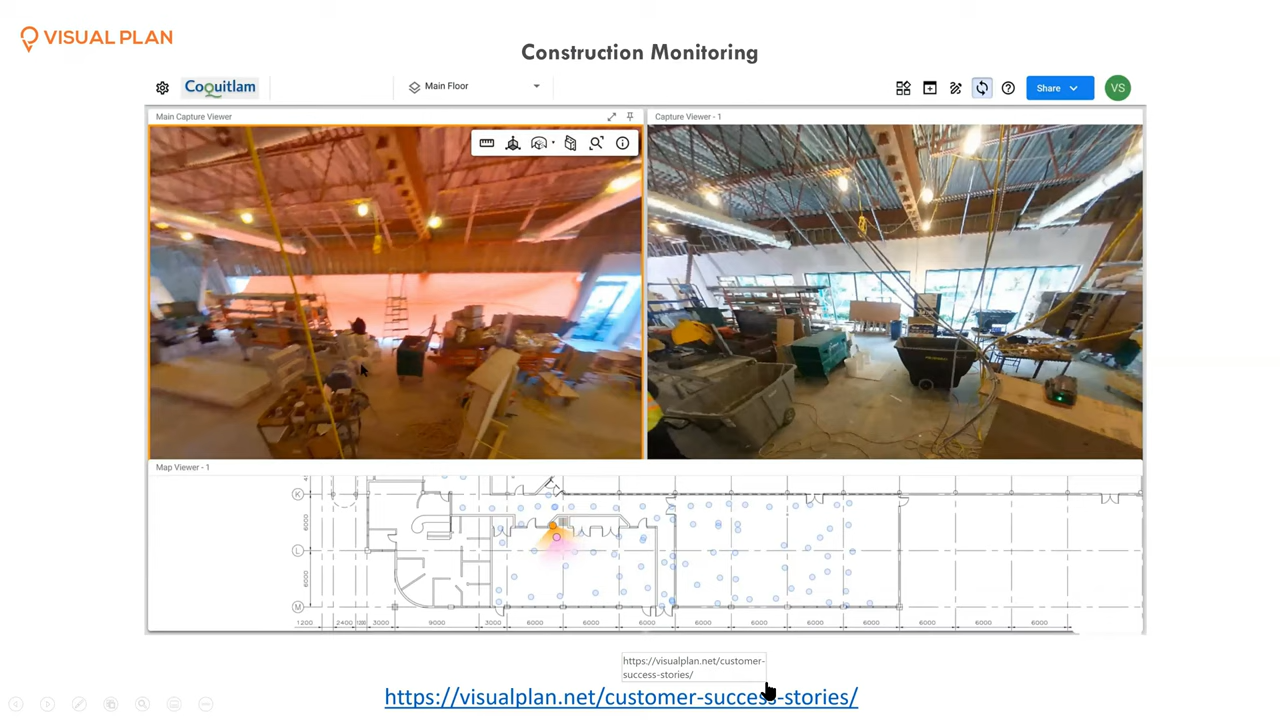 VISUAL PLAN
Construction Monitoring
Coquitlam
Main Floor
Share
VS
Main Capture Viewer
Capture Viewer - 1
Map Viewer - 1
K
6000
L
6000
M
1200 2400 3000 9000 3000 6000 6000 6000 6000 6000 6000 6000 6000 6000 6000
https://visualplan.net/customer-
success-stories/
https://visualplan.net/customer-success-stories/